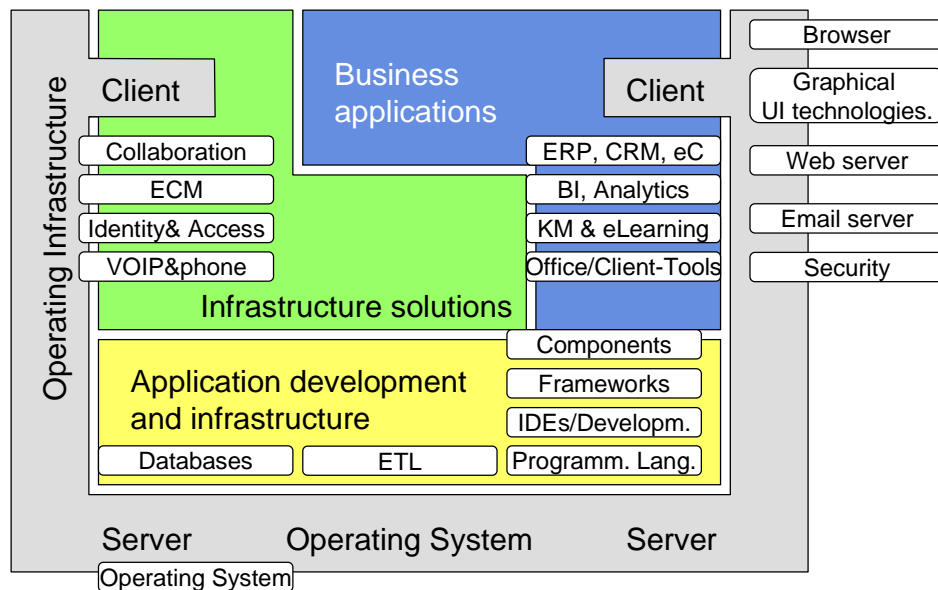 Browser
Graphical
UI technologies.
Web server
Email server
Security
Operating Infrastructure
Client
Business
applications
Client
Collaboration
ECM
Identity& Access
VOIP&phone
ERP, CRM, eC
BI, Analytics
KM & eLearning
Office/Client-Tools
Infrastructure solutions
Application development
and infrastructure
Components
Frameworks
IDEs/Developm.
Programm. Lang.
Databases
ETL
Server
Operating System
Server
Operating System